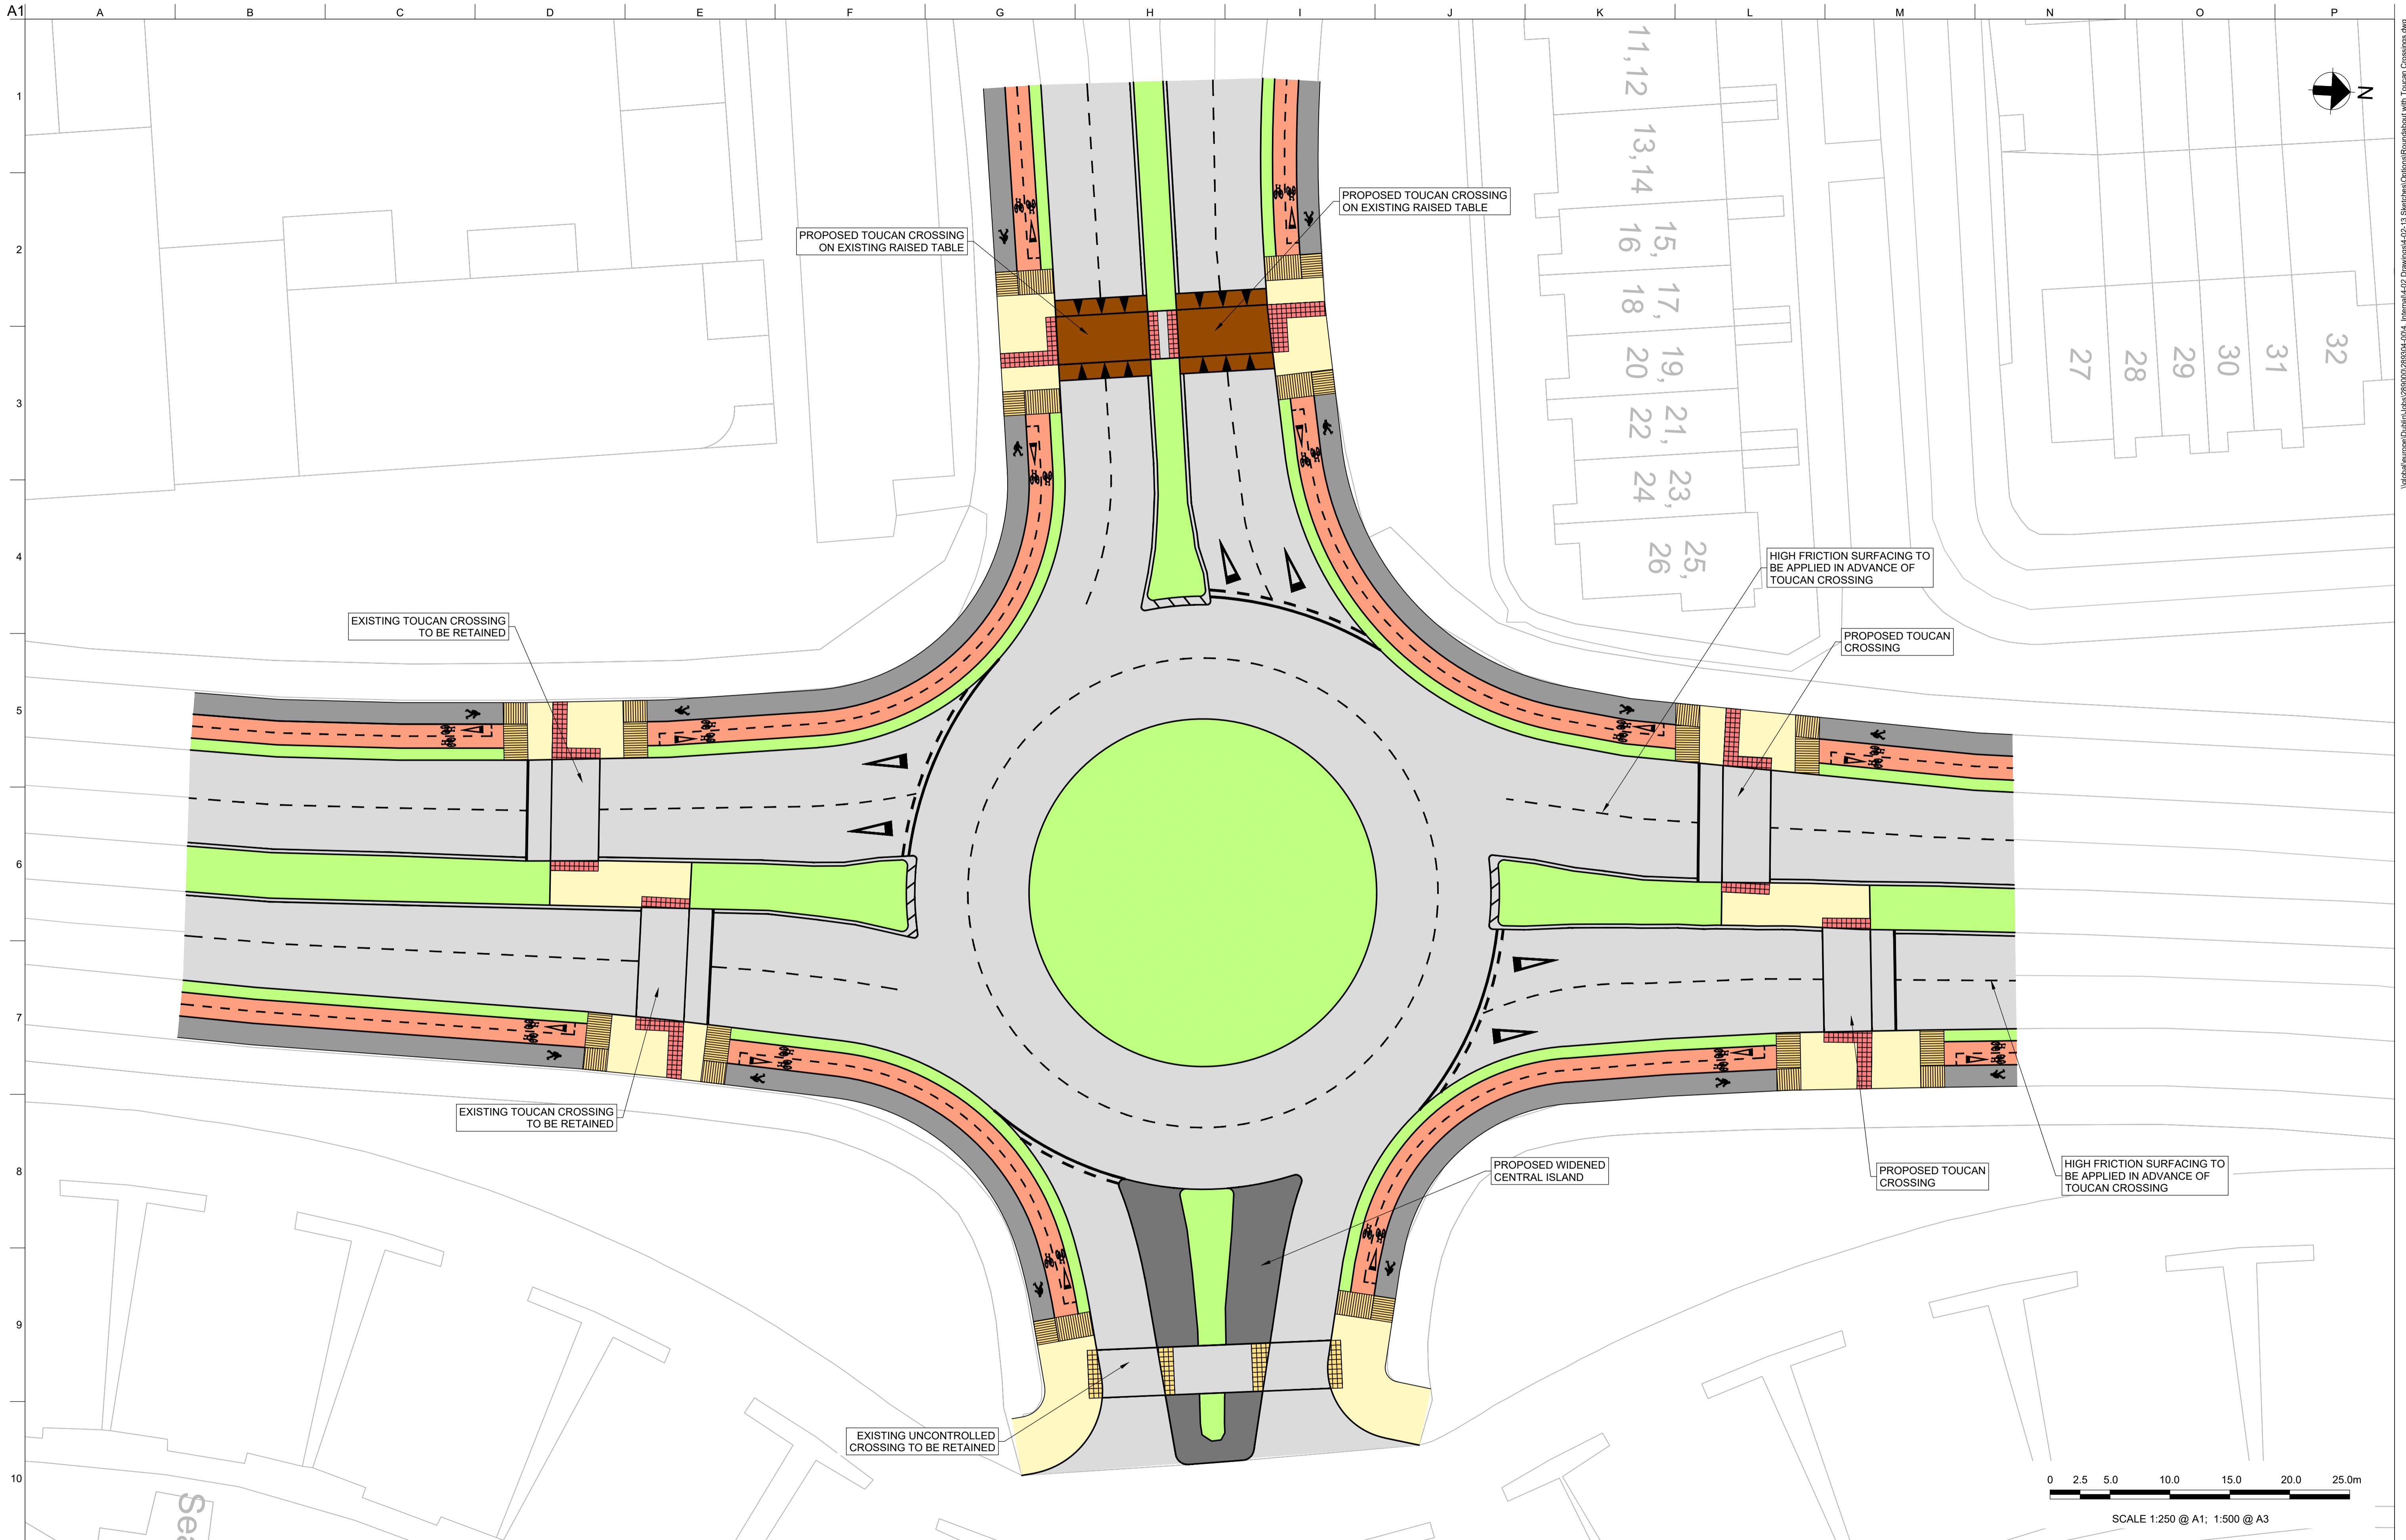 A1
A B C D E F G H I J K L M N O P
1
2
3
4
5
6
7
8
9
10
N
PROPOSED TOUCAN CROSSING
ON EXISTING RAISED TABLE
PROPOSED TOUCAN CROSSING
ON EXISTING RAISED TABLE
11,12
13,14
15,
16
17,
18
19,
20
21,
22
23,
24
25,
26
27
28
29
30
31
32
HIGH FRICTION SURFACING TO
BE APPLIED IN ADVANCE OF
TOUCAN CROSSING
EXISTING TOUCAN CROSSING
TO BE RETAINED
PROPOSED TOUCAN
CROSSING
EXISTING TOUCAN CROSSING
TO BE RETAINED
PROPOSED WIDENED
CENTRAL ISLAND
PROPOSED TOUCAN
CROSSING
HIGH FRICTION SURFACING TO
BE APPLIED IN ADVANCE OF
TOUCAN CROSSING
EXISTING UNCONTROLLED
CROSSING TO BE RETAINED
Sea
0 2.5 5.0 10.0 15.0 20.0 25.0m
SCALE 1:250 @ A1; 1:500 @ A3